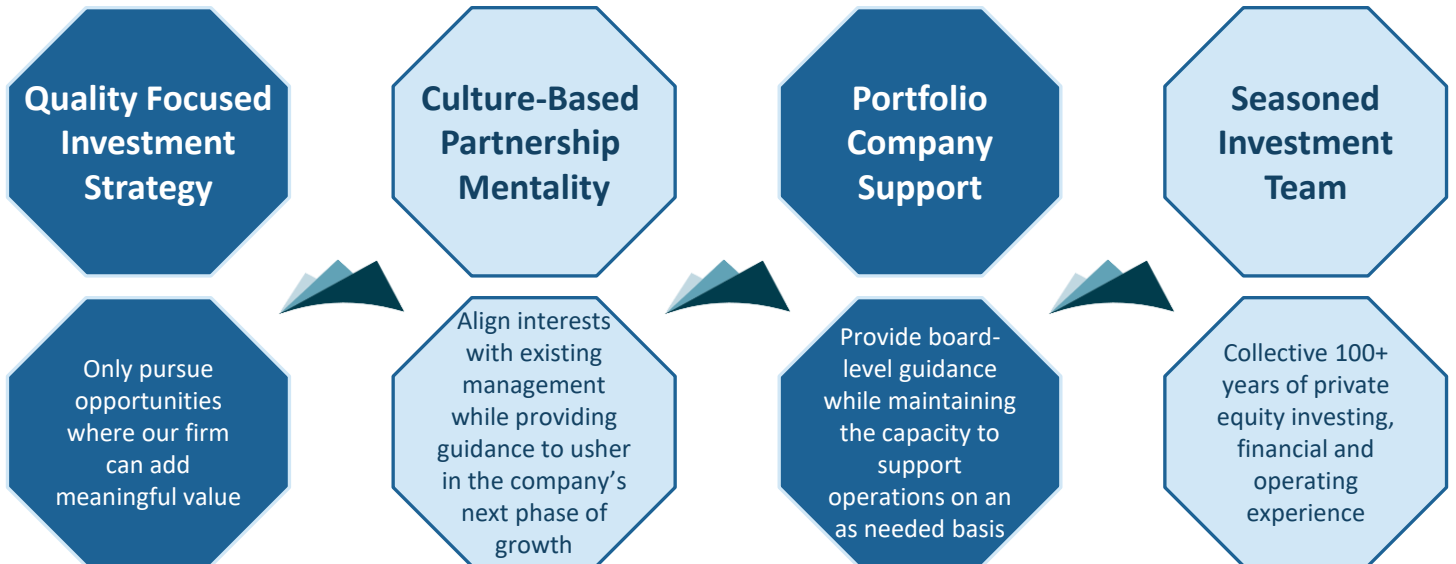 Quality Focused
Investment
Strategy
Culture-Based
Partnership
Mentality
Portfolio
Company
Support
Seasoned
Investment
Team
Only pursue
opportunities
where our firm
can add
meaningful value
Align interests
with existing
management
while providing
guidance to usher
in the company’s
next phase of
growth
Provide board-
level guidance
while maintaining
the capacity to
support
operations on an
as needed basis
Collective 100+
years of private
equity investing,
financial and
operating
experience